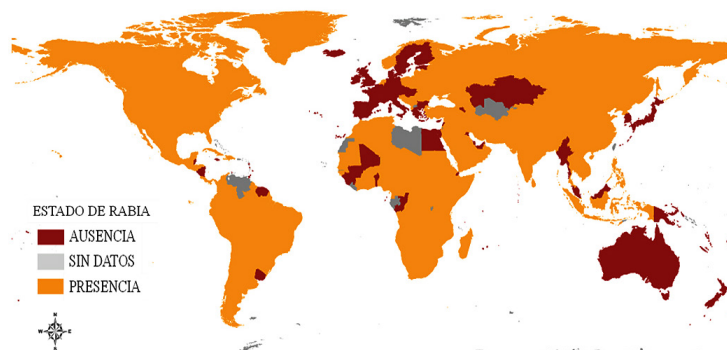 ESTADO DE RABIA
AUSENCIA
SIN DATOS
PRESENCIA
N
W E
S